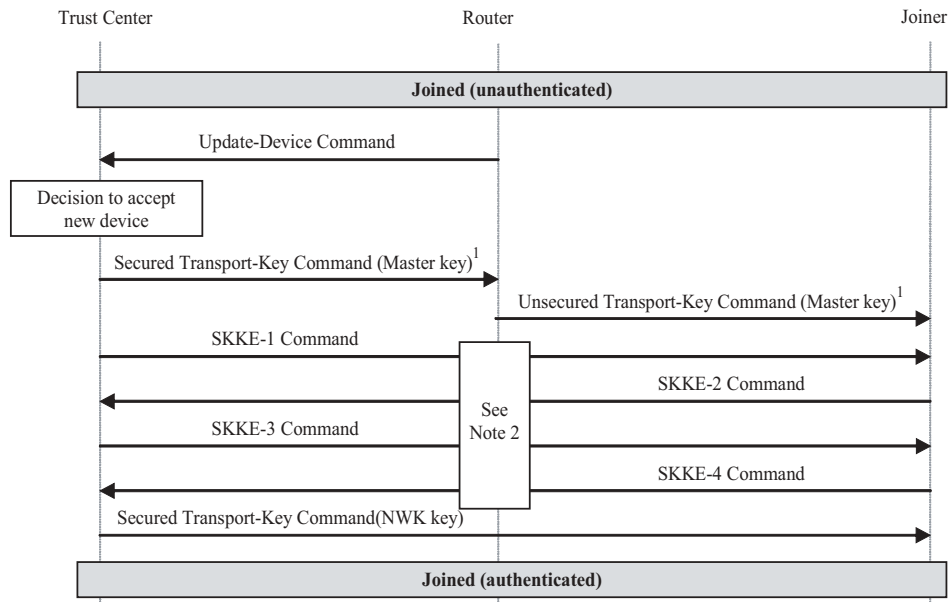 Trust Center
Router
Joiner
Joined (unauthenticated)
Update-Device Command
Decision to accept
new device
Secured Transport-Key Command (Master key)1
Unsecured Transport-Key Command (Master key)1
SKKE-1 Command
SKKE-2 Command
See
Note 2
SKKE-3 Command
SKKE-4 Command
Secured Transport-Key Command(NWK key)
Joined (authenticated)